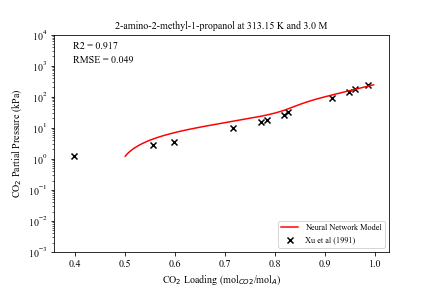 2-amino-2-methyl-1-propanol at 313.15 K and 3.0 M
R2 = 0.917
RMSE = 0.049
CO₂ Partial Pressure (kPa)
10⁴
10³
10²
10¹
10⁰
10⁻¹
10⁻²
10⁻³
Neural Network Model
Xu et al (1991)
0.4 0.5 0.6 0.7 0.8 0.9 1.0
CO₂ Loading (mol_CO2/mol_A)